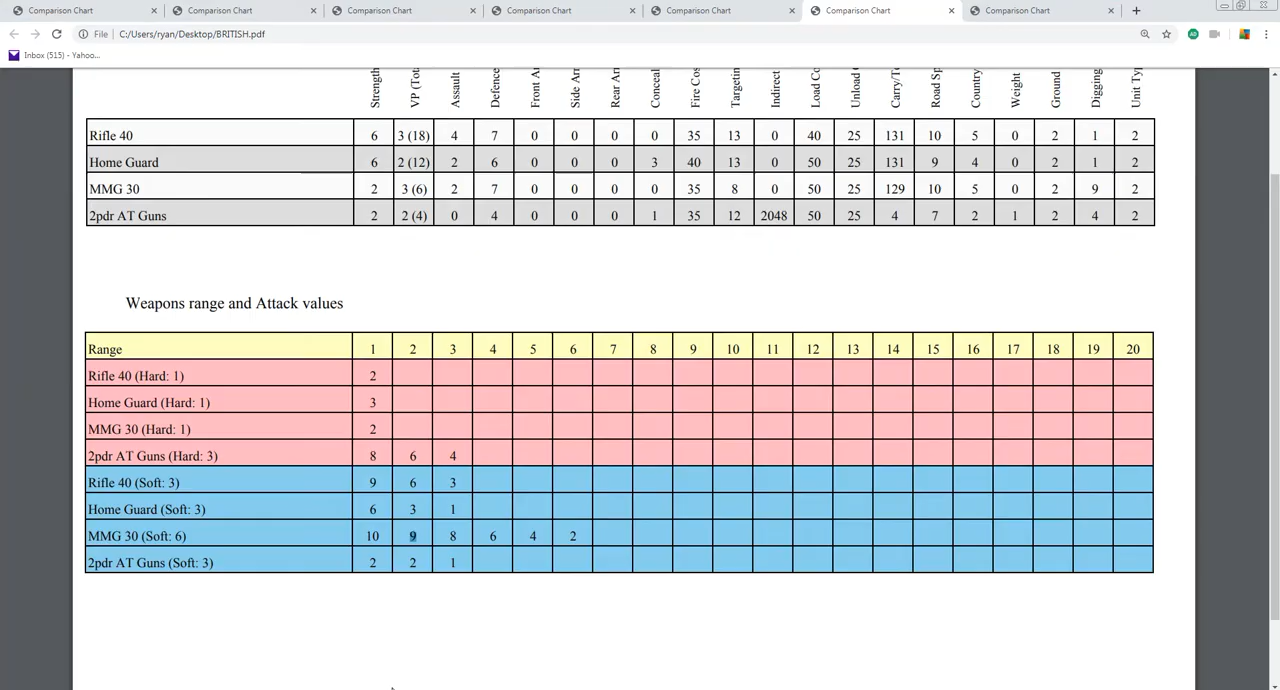 Comparison Chart Comparison Chart Comparison Chart Comparison Chart Comparison Chart Comparison Chart Comparison Chart
File C:/Users/ryan/Desktop/BRITISH.pdf
Inbox (515) - Yahoo...
Strength VP (Tot Assault Defence Front Ar Side Arr Rear Arr Conceal Fire Cos Targeting Indirect Load Co Unload C Carry/T Road Sp Country Weight Ground Digging Unit Typ
Rifle 40 6 3 (18) 4 7 0 0 0 0 35 13 0 40 25 131 10 5 0 2 1 2
Home Guard 6 2 (12) 2 6 0 0 0 3 40 13 0 50 25 131 9 4 0 2 1 2
MMG 30 2 3 (6) 2 7 0 0 0 0 35 8 0 50 25 129 10 5 0 2 9 2
2pdr AT Guns 2 2 (4) 0 4 0 0 0 1 35 12 2048 50 25 4 7 2 1 2 4 2
Weapons range and Attack values
Range 1 2 3 4 5 6 7 8 9 10 11 12 13 14 15 16 17 18 19 20
Rifle 40 (Hard: 1) 2
Home Guard (Hard: 1) 3
MMG 30 (Hard: 1) 2
2pdr AT Guns (Hard: 3) 8 6 4
Rifle 40 (Soft: 3) 9 6 3
Home Guard (Soft: 3) 6 3 1
MMG 30 (Soft: 6) 10 9 8 6 4 2
2pdr AT Guns (Soft: 3) 2 2 1